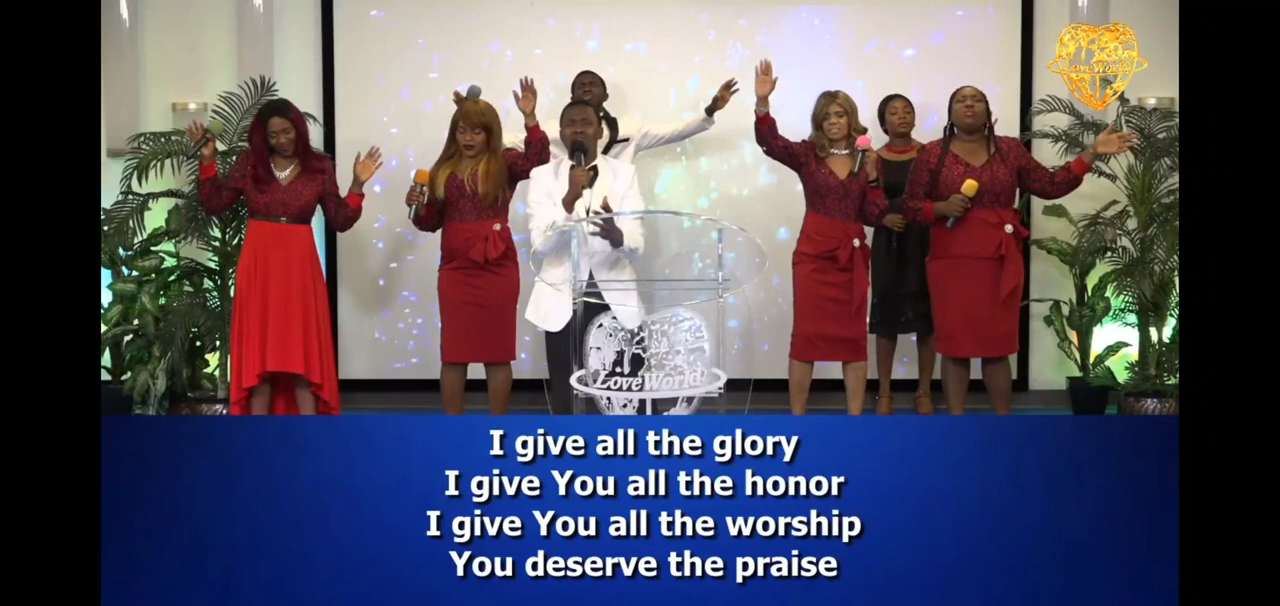 LoveWorld
LoveWorld
I give all the glory
I give You all the honor
I give You all the worship
You deserve the praise